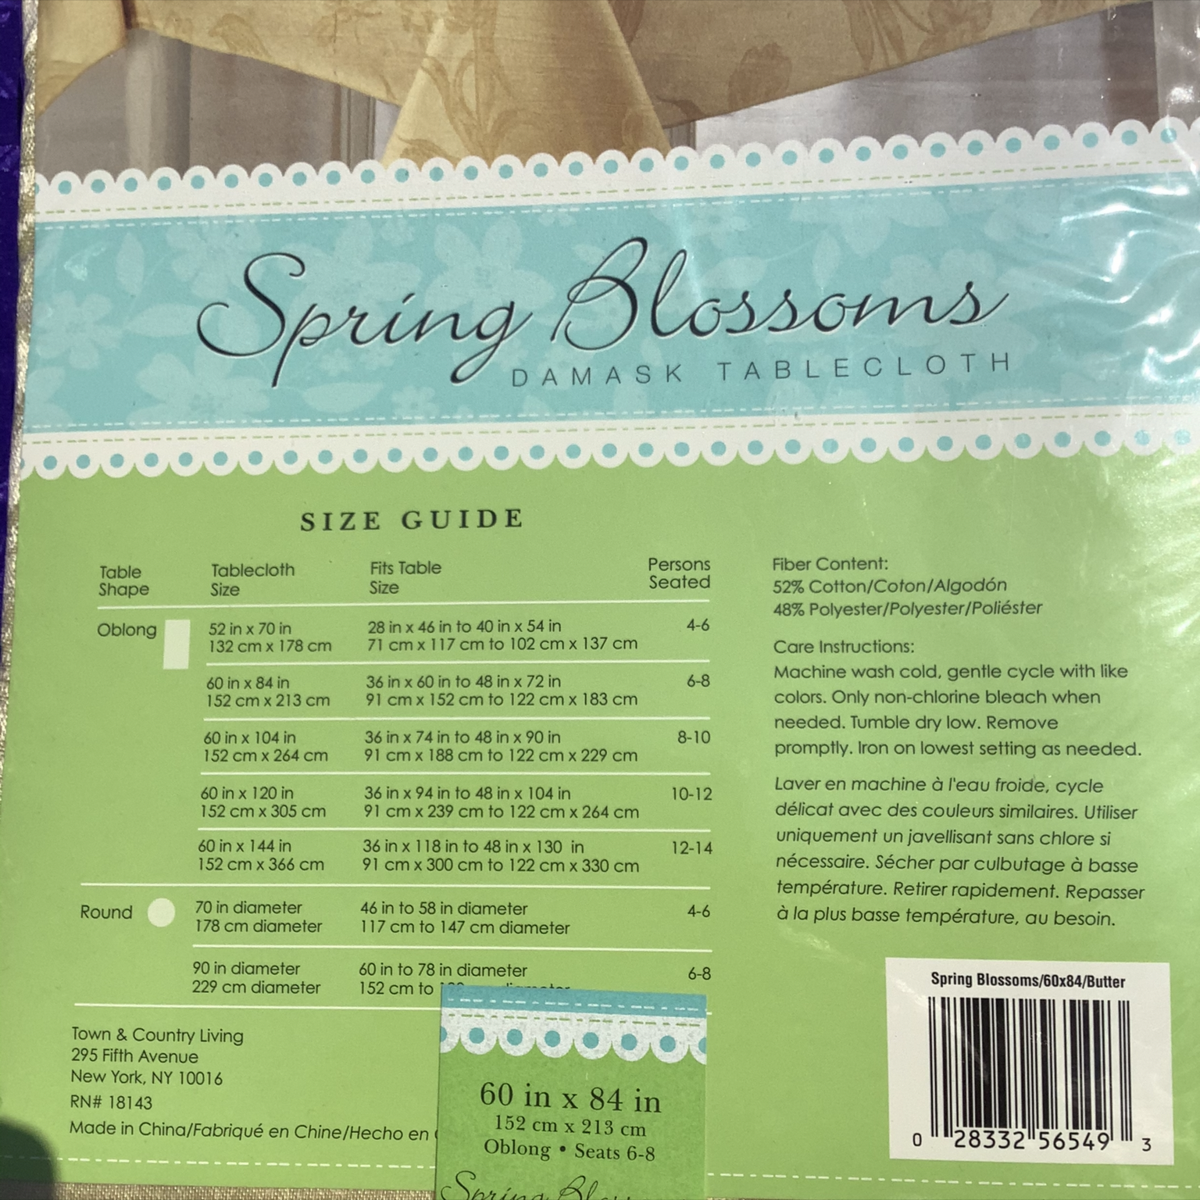 Spring Blossoms
DAMASK TABLECLOTH
SIZE GUIDE
Table Shape
Tablecloth Size
Fits Table Size
Persons Seated
Oblong
52 in x 70 in
132 cm x 178 cm
28 in x 46 in to 40 in x 54 in
71 cm x 117 cm to 102 cm x 137 cm
4-6
60 in x 84 in
152 cm x 213 cm
36 in x 60 in to 48 in x 72 in
91 cm x 152 cm to 122 cm x 183 cm
6-8
60 in x 104 in
152 cm x 264 cm
36 in x 74 in to 48 in x 90 in
91 cm x 188 cm to 122 cm x 229 cm
8-10
60 in x 120 in
152 cm x 305 cm
36 in x 94 in to 48 in x 104 in
91 cm x 239 cm to 122 cm x 264 cm
10-12
60 in x 144 in
152 cm x 366 cm
36 in x 118 in to 48 in x 130 in
91 cm x 300 cm to 122 cm x 330 cm
12-14
Round
70 in diameter
178 cm diameter
46 in to 58 in diameter
117 cm to 147 cm diameter
4-6
90 in diameter
229 cm diameter
60 in to 78 in diameter
152 cm to
6-8
Town & Country Living
295 Fifth Avenue
New York, NY 10016
RN# 18143
Made in China/Fabriqué en Chine/Hecho en
60 in x 84 in
152 cm x 213 cm
Oblong • Seats 6-8
Spring
Fiber Content:
52% Cotton/Coton/Algodón
48% Polyester/Polyester/Poliéster
Care Instructions:
Machine wash cold, gentle cycle with like
colors. Only non-chlorine bleach when
needed. Tumble dry low. Remove
promptly. Iron on lowest setting as needed.
Laver en machine à l'eau froide, cycle
délicat avec des couleurs similaires. Utiliser
uniquement un javellisant sans chlore si
nécessaire. Sécher par culbutage à basse
température. Retirer rapidement. Repasser
à la plus basse température, au besoin.
Spring Blossoms/60x84/Butter
0 28332 56549 3